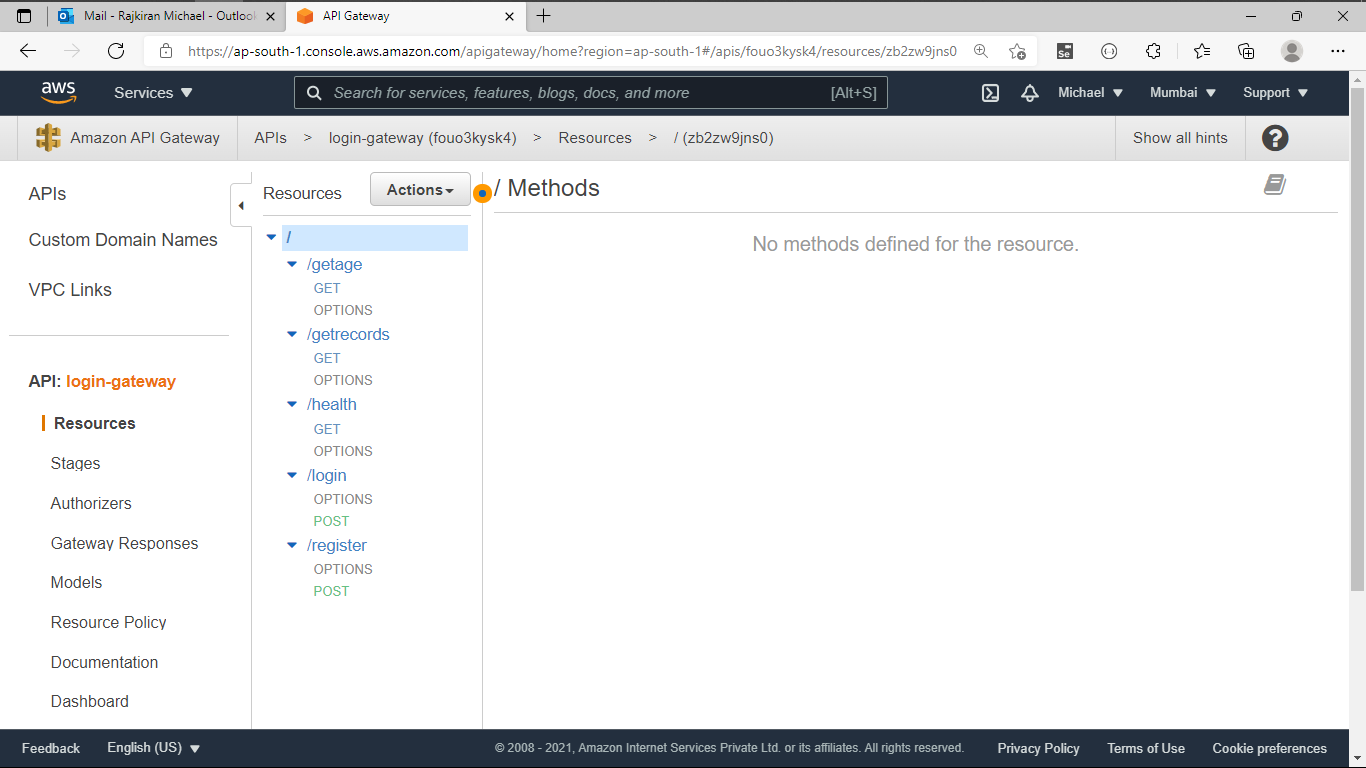 Mail - Rajkiran Michael - Outlook
API Gateway
https://ap-south-1.console.aws.amazon.com/apigateway/home?region=ap-south-1#/apis/fouo3kysk4/resources/zb2zw9jns0
Se
aws
Services
Search for services, features, blogs, docs, and more
[Alt+S]
Michael
Mumbai
Support
Amazon API Gateway
APIs > login-gateway (fouo3kysk4) > Resources > / (zb2zw9jns0)
Show all hints
?
APIs
Custom Domain Names
VPC Links
API: login-gateway
Resources
Stages
Authorizers
Gateway Responses
Models
Resource Policy
Documentation
Dashboard
Resources
Actions
/
/getage
GET
OPTIONS
/getrecords
GET
OPTIONS
/health
GET
OPTIONS
/login
OPTIONS
POST
/register
OPTIONS
POST
/ Methods
No methods defined for the resource.
Feedback
English (US)
© 2008 - 2021, Amazon Internet Services Private Ltd. or its affiliates. All rights reserved.
Privacy Policy
Terms of Use
Cookie preferences